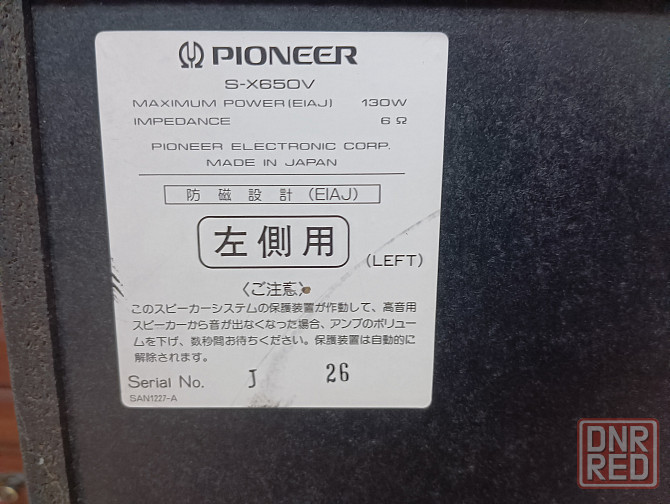 PIONEER
S-X650V
MAXIMUM POWER(EIAJ) 130W
IMPEDANCE 6 Ω
PIONEER ELECTRONIC CORP.
MADE IN JAPAN
防磁設計 (EIAJ)
左側用 (LEFT)
〈ご注意〉
このスピーカーシステムの保護装置が作動して、高音用
スピーカーから音が出なくなった場合、アンプのボリュー
ムを下げ、数秒間お待ちください。保護装置は自動的に
解除されます。
Serial No. J 26
SAN1227-A
DNR
RED